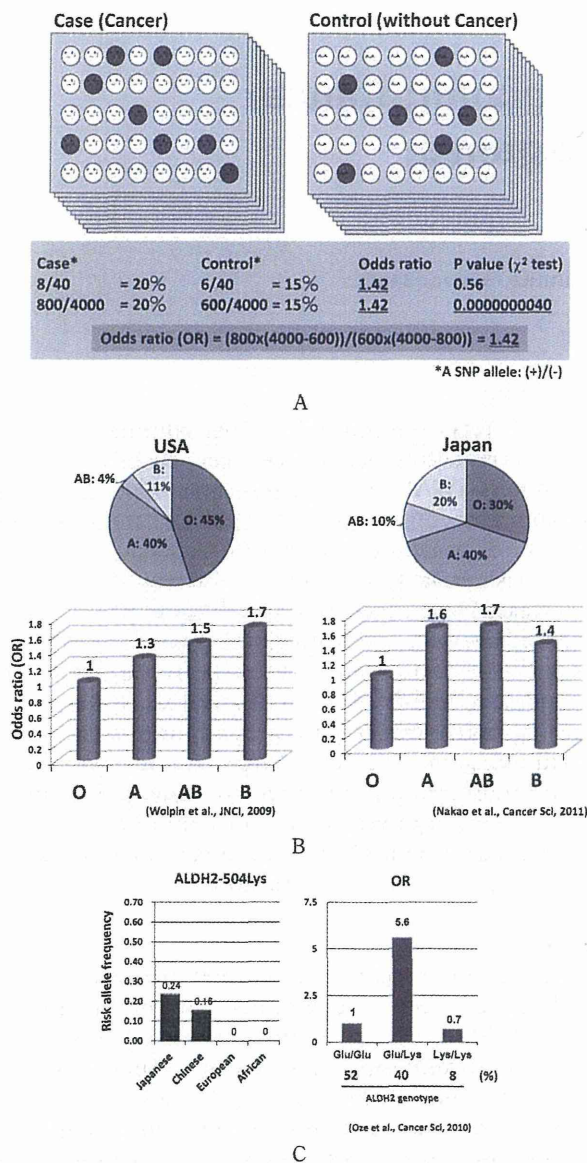 Case (Cancer)
Control (without Cancer)
Case* Control* Odds ratio P value (χ² test)
8/40 = 20% 6/40 = 15% 1.42 0.56
800/4000 = 20% 600/4000 = 15% 1.42 0.0000000040
Odds ratio (OR) = (800x(4000-600))/(600x(4000-800)) = 1.42
*A SNP allele: (+)/(-)
A
USA
AB: 4%
B: 11%
O: 45%
A: 40%
Odds ratio (OR)
1.8
1.6
1.4
1.2
1
0.8
0.6
0.4
0.2
0
1
1.3
1.5
1.7
O A AB B
(Wolpin et al., JNCI, 2009)
Japan
B: 20%
AB: 10%
O: 30%
A: 40%
1.8
1.6
1.4
1.2
1
0.8
0.6
0.4
0.2
0
1
1.6
1.7
1.4
O A AB B
(Nakao et al., Cancer Sci, 2011)
B
ALDH2-504Lys
Risk allele frequency
0.70
0.60
0.50
0.40
0.30
0.20
0.10
0.00
0.24
0.16
0
0
Japanese
Chinese
European
African
OR
7.5
5
2.5
0
1
5.6
0.7
Glu/Glu Glu/Lys Lys/Lys
52 40 8 (%)
ALDH2 genotype
(Oze et al., Cancer Sci, 2010)
C